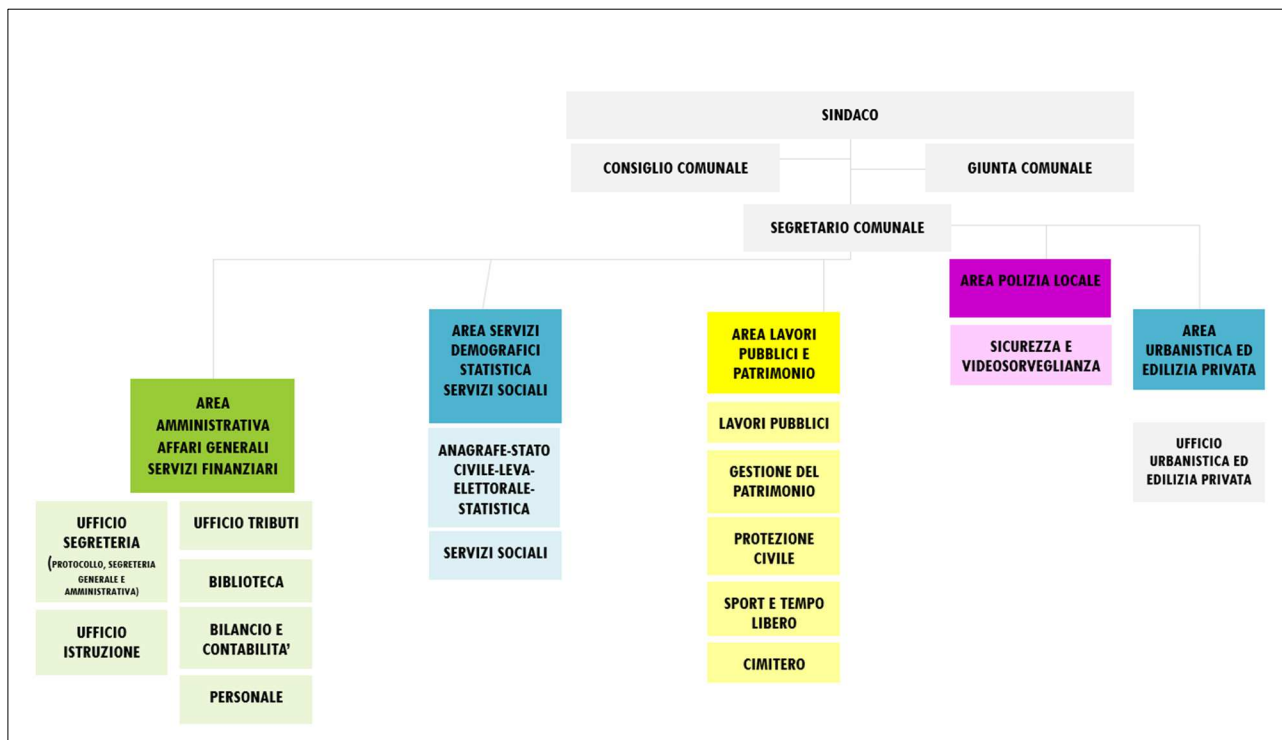 SINDACO
CONSIGLIO COMUNALE
GIUNTA COMUNALE
SEGRETARIO COMUNALE
AREA
AMMINISTRATIVA
AFFARI GENERALI
SERVIZI FINANZIARI
UFFICIO
SEGRETERIA
(PROTOCOLLO, SEGRETERIA
GENERALE E
AMMINISTRATIVA)
UFFICIO
ISTRUZIONE
UFFICIO TRIBUTI
BIBLIOTECA
BILANCIO E
CONTABILITA'
PERSONALE
AREA SERVIZI
DEMOGRAFICI
STATISTICA
SERVIZI SOCIALI
ANAGRAFE-STATO
CIVILE-LEVA-
ELETTORALE-
STATISTICA
SERVIZI SOCIALI
AREA LAVORI
PUBBLICI E
PATRIMONIO
LAVORI PUBBLICI
GESTIONE DEL
PATRIMONIO
PROTEZIONE
CIVILE
SPORT E TEMPO
LIBERO
CIMITERO
AREA POLIZIA LOCALE
SICUREZZA E
VIDEOSORVEGLIANZA
AREA
URBANISTICA ED
EDILIZIA PRIVATA
UFFICIO
URBANISTICA ED
EDILIZIA PRIVATA